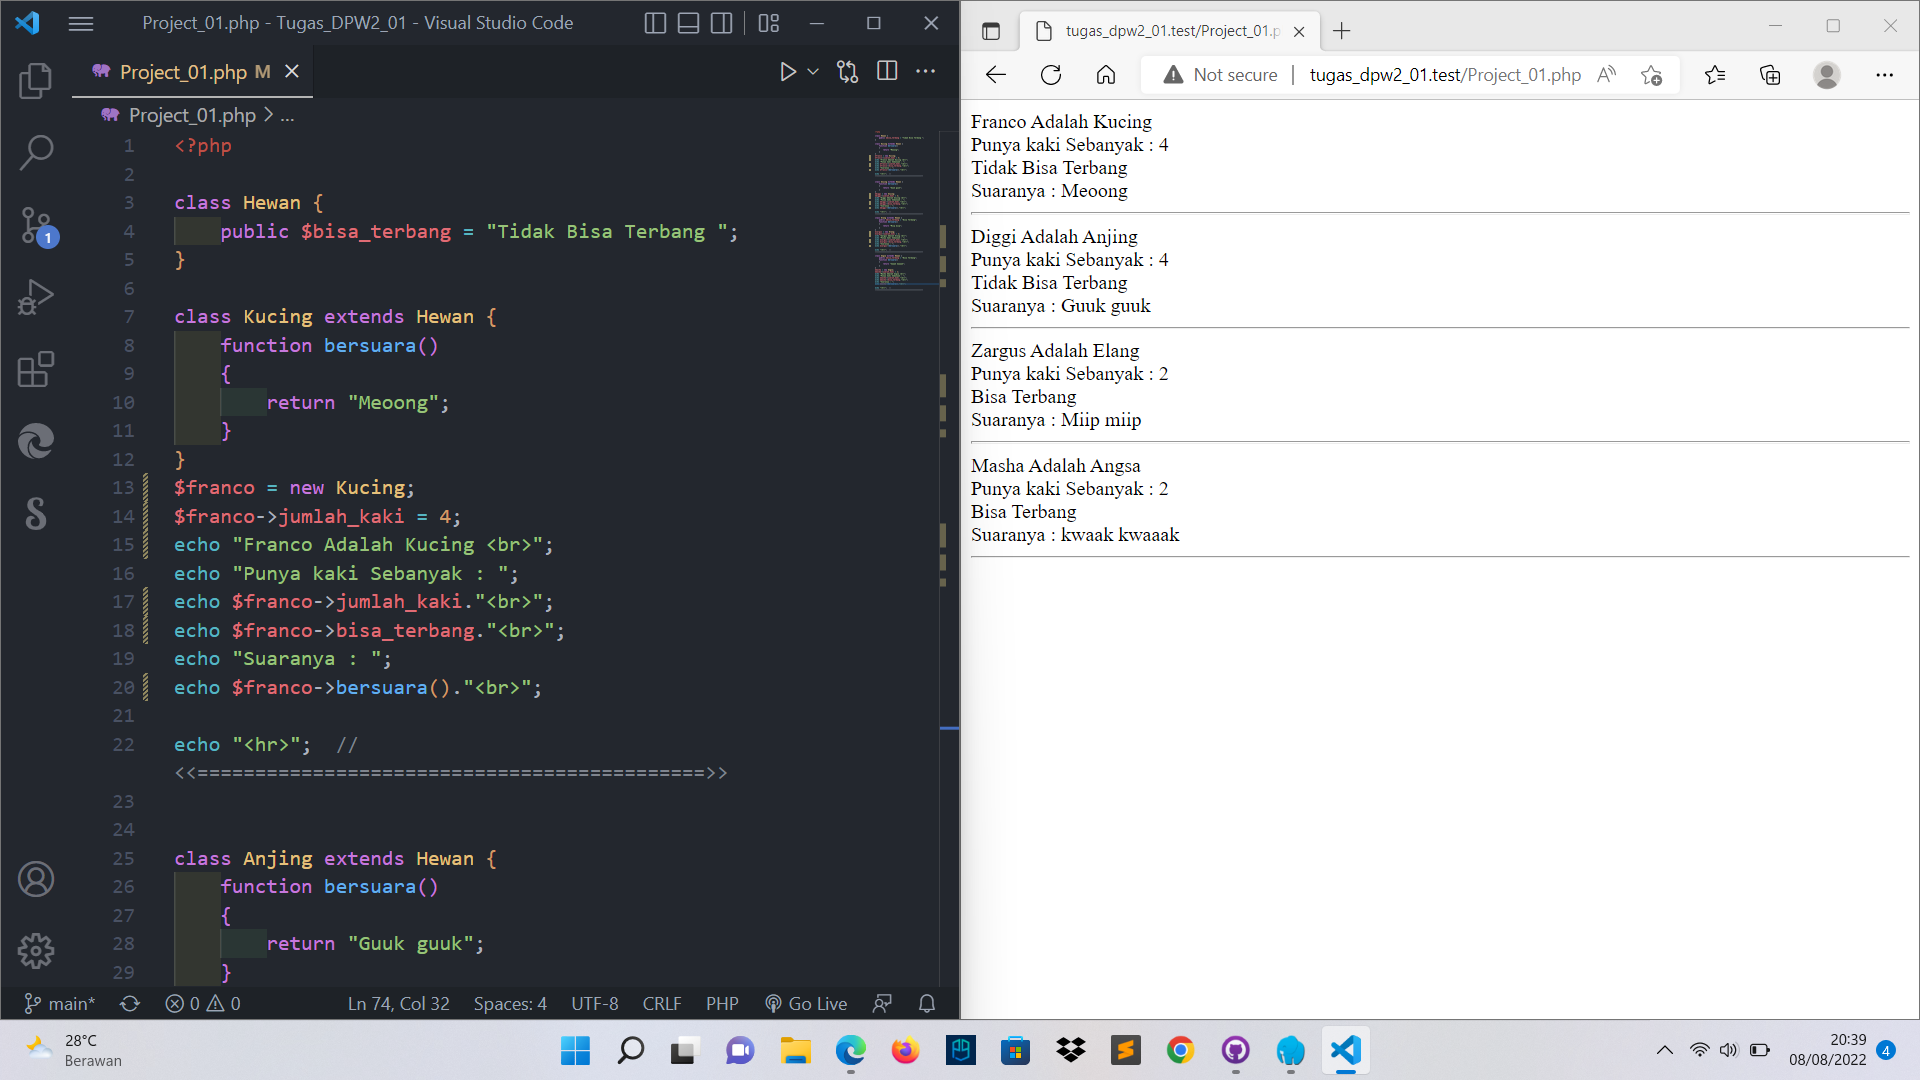 Project_01.php - Tugas_DPW2_01 - Visual Studio Code
Project_01.php M
Project_01.php > ...
1 <?php
2
3 class Hewan {
4 public $bisa_terbang = "Tidak Bisa Terbang ";
5 }
6
7 class Kucing extends Hewan {
8 function bersuara()
9 {
10 return "Meoong";
11 }
12 }
13 $franco = new Kucing;
14 $franco->jumlah_kaki = 4;
15 echo "Franco Adalah Kucing <br>";
16 echo "Punya kaki Sebanyak : ";
17 echo $franco->jumlah_kaki."<br>";
18 echo $franco->bisa_terbang."<br>";
19 echo "Suaranya : ";
20 echo $franco->bersuara()."<br>";
21
22 echo "<hr>";  //
<<============================================>>
23
24
25 class Anjing extends Hewan {
26 function bersuara()
27 {
28 return "Guuk guuk";
29 }
1
main* 0 0 Ln 74, Col 32 Spaces: 4 UTF-8 CRLF PHP Go Live
tugas_dpw2_01.test/Project_01.p
Not secure | tugas_dpw2_01.test/Project_01.php
Franco Adalah Kucing
Punya kaki Sebanyak : 4
Tidak Bisa Terbang
Suaranya : Meoong
Diggi Adalah Anjing
Punya kaki Sebanyak : 4
Tidak Bisa Terbang
Suaranya : Guuk guuk
Zargus Adalah Elang
Punya kaki Sebanyak : 2
Bisa Terbang
Suaranya : Miip miip
Masha Adalah Angsa
Punya kaki Sebanyak : 2
Bisa Terbang
Suaranya : kwaak kwaaak
28°C
Berawan
20:39
08/08/2022
4